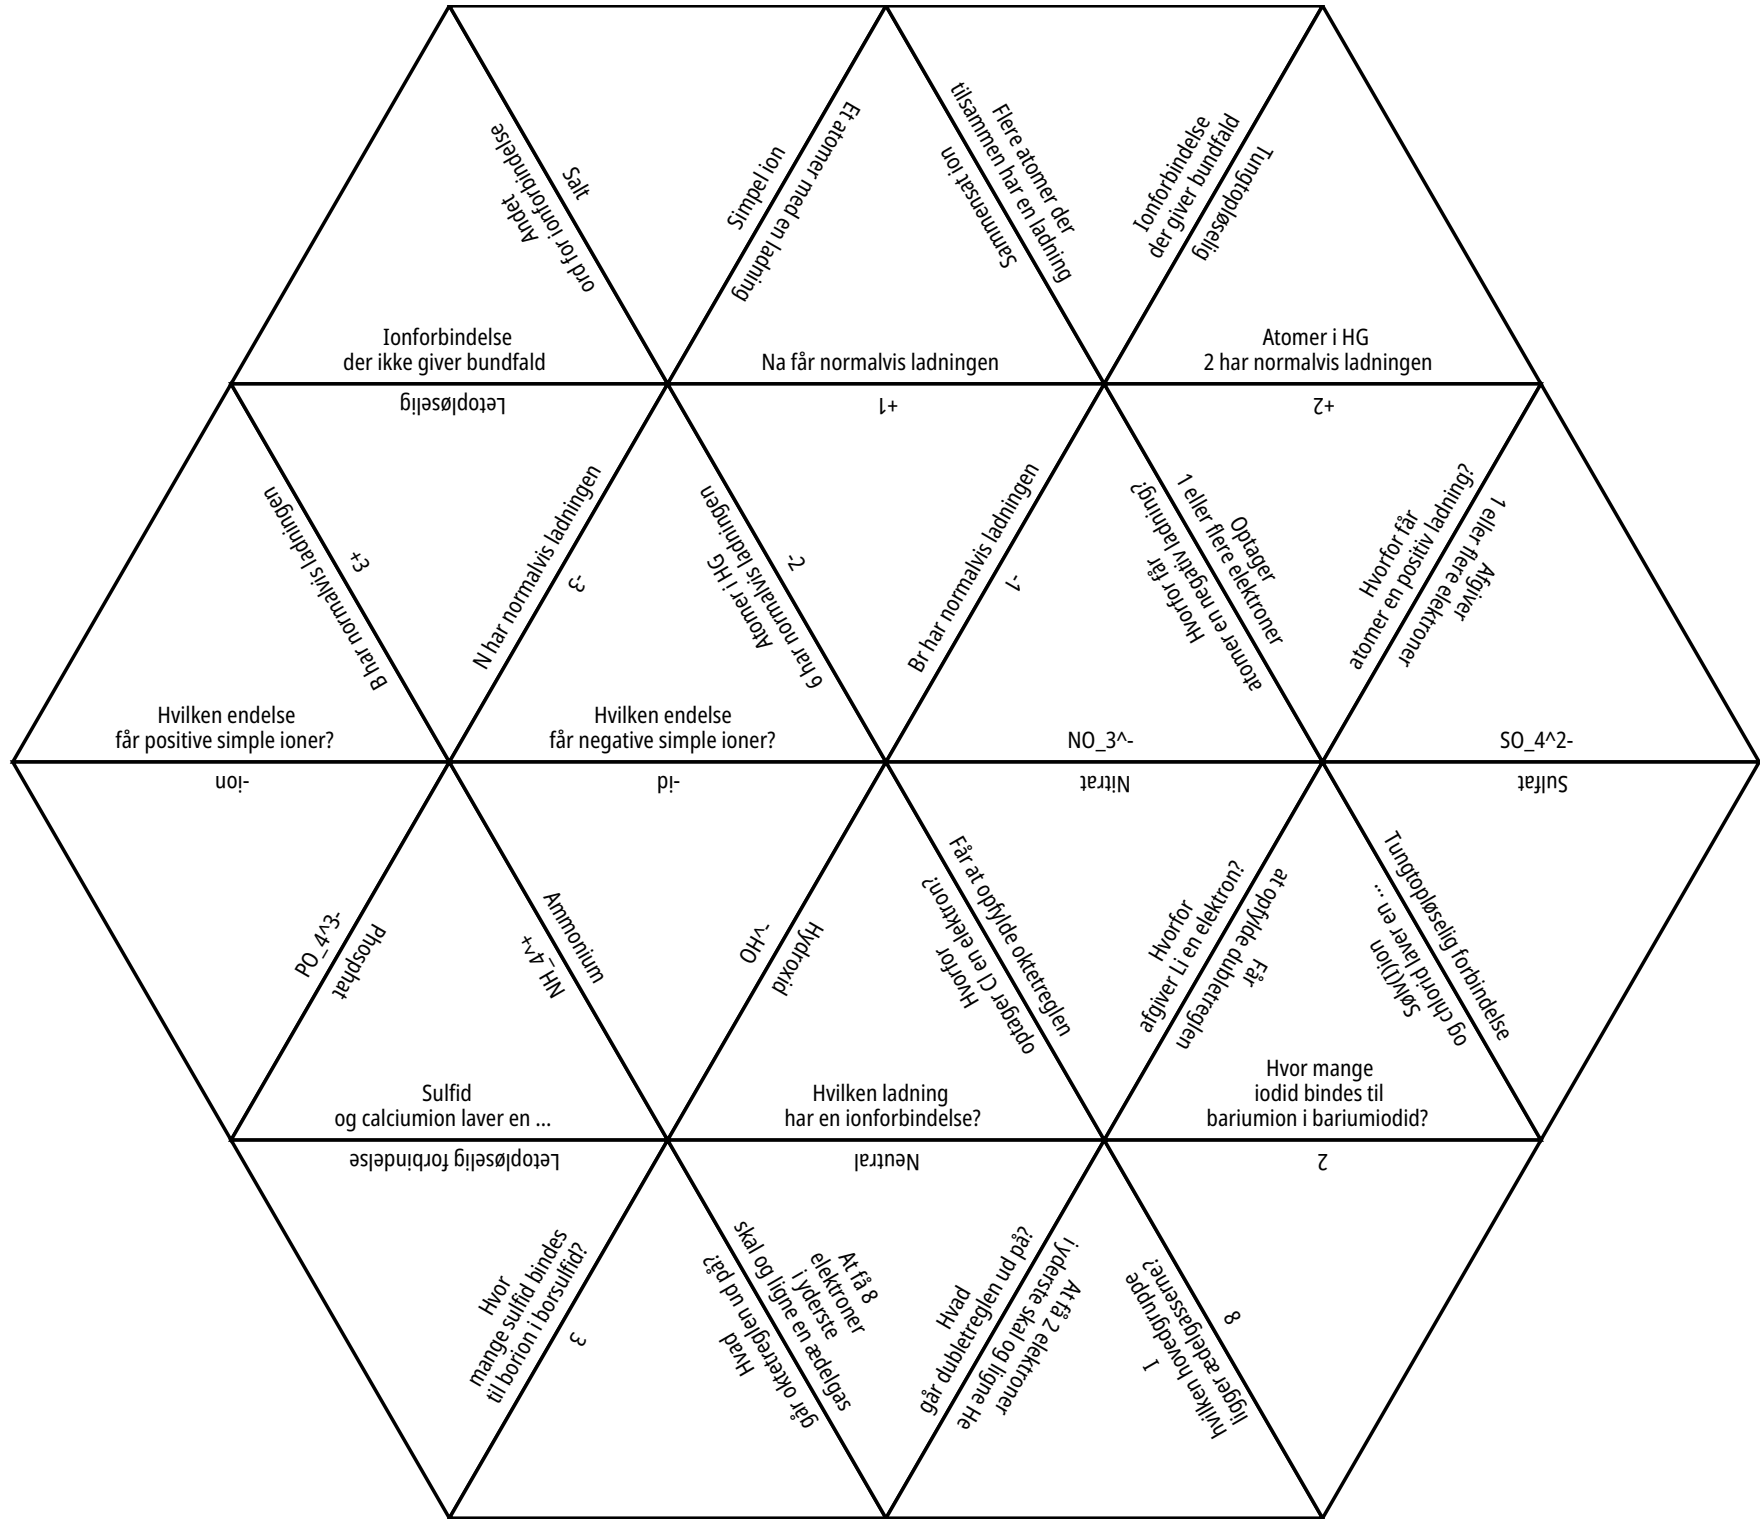 Andet
ord for ionforbindelse
Salt
Simpel ion
Et atomer med en ladning
Flere atomer der
tilsammen har en ladning
Sammensat ion
Ionforbindelse
der giver bundfald
Tungtopløselig
Ionforbindelse
der ikke giver bundfald
Letopløselig
Na får normalvis ladningen
+1
Atomer i HG
2 har normalvis ladningen
+2
B har normalvis ladningen
+3
N har normalvis ladningen
-3
Atomer i HG
6 har normalvis ladningen
-2
Br har normalvis ladningen
-1
Hvorfor får
atomer en negativ ladning?
Optager
1 eller flere elektroner
Hvorfor får
atomer en positiv ladning?
Afgiver
1 eller flere elektroner
Hvilken endelse
får positive simple ioner?
-ion
Hvilken endelse
får negative simple ioner?
-id
NO_3^-
Nitrat
SO_4^2-
Sulfat
PO_4^3-
Phosphat
NH_4^+
Ammonium
OH^-
Hydroxid
Hvorfor
optager Cl en elektron?
Får at opfylde oktetreglen
Hvorfor
afgiver Li en elektron?
Får
at opfylde dubletreglen
Sølv(I)ion
og chlorid laver en ...
Tungtopløselig forbindelse
Sulfid
og calciumion laver en ...
Letopløselig forbindelse
Hvilken ladning
har en ionforbindelse?
Neutral
Hvor mange
iodid bindes til
bariumion i bariumiodid?
2
Hvor
mange sulfid bindes
til borion i borsulfid?
3
Hvad
går oktetreglen ud på?
At få 8
elektroner
i yderste
skal og ligne en ædelgas
Hvad
går dubletreglen ud på?
At få 2 elektroner
i yderste skal og ligne He
I
hvilken hovedgruppe
ligger ædelgasserne?
8